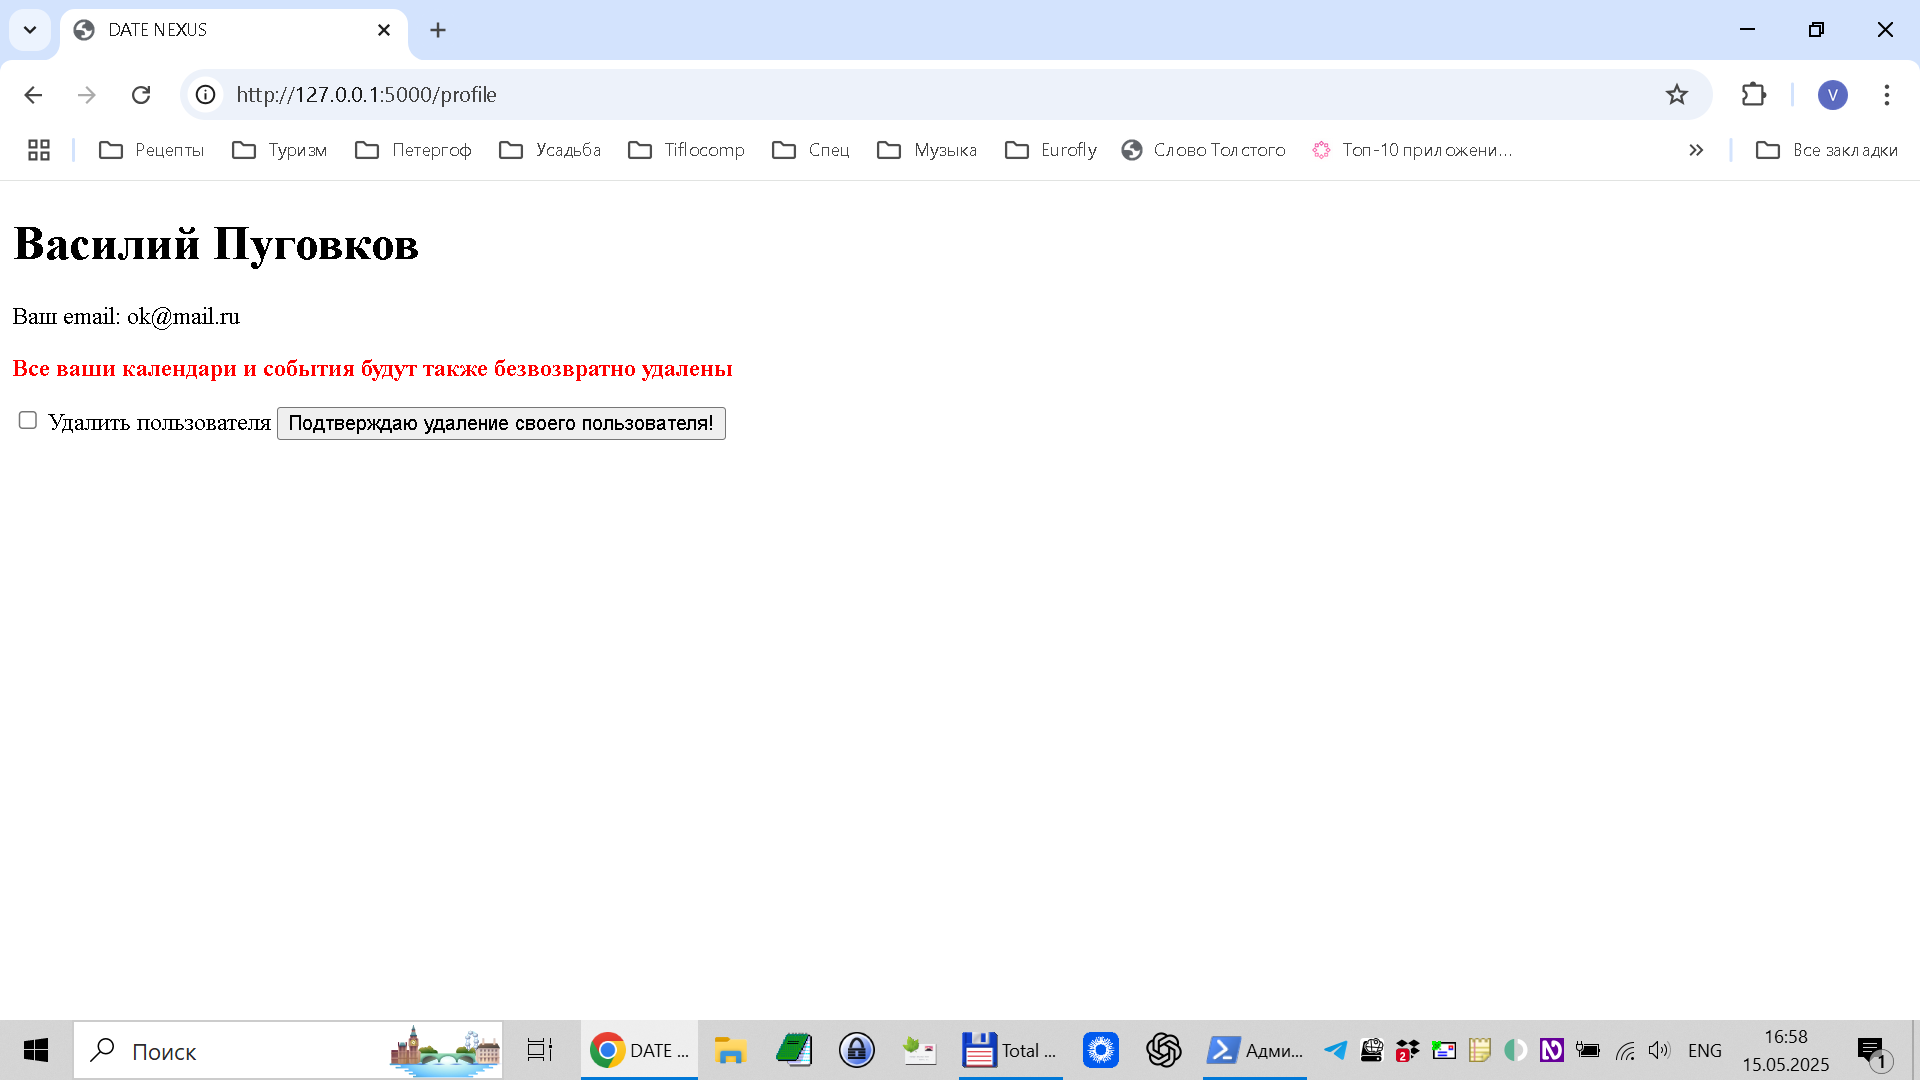 DATE NEXUS
http://127.0.0.1:5000/profile
V
Рецепты
Туризм
Петергоф
Усадьба
Tiflocomp
Спец
Музыка
Eurofly
Слово Толстого
Топ-10 приложени...
Все закладки
Василий Пуговков
Ваш email: ok@mail.ru
Все ваши календари и события будут также безвозвратно удалены
Удалить пользователя
Подтверждаю удаление своего пользователя!
Поиск
DATE ...
Total ...
Адми...
2
ENG
16:58
15.05.2025
1